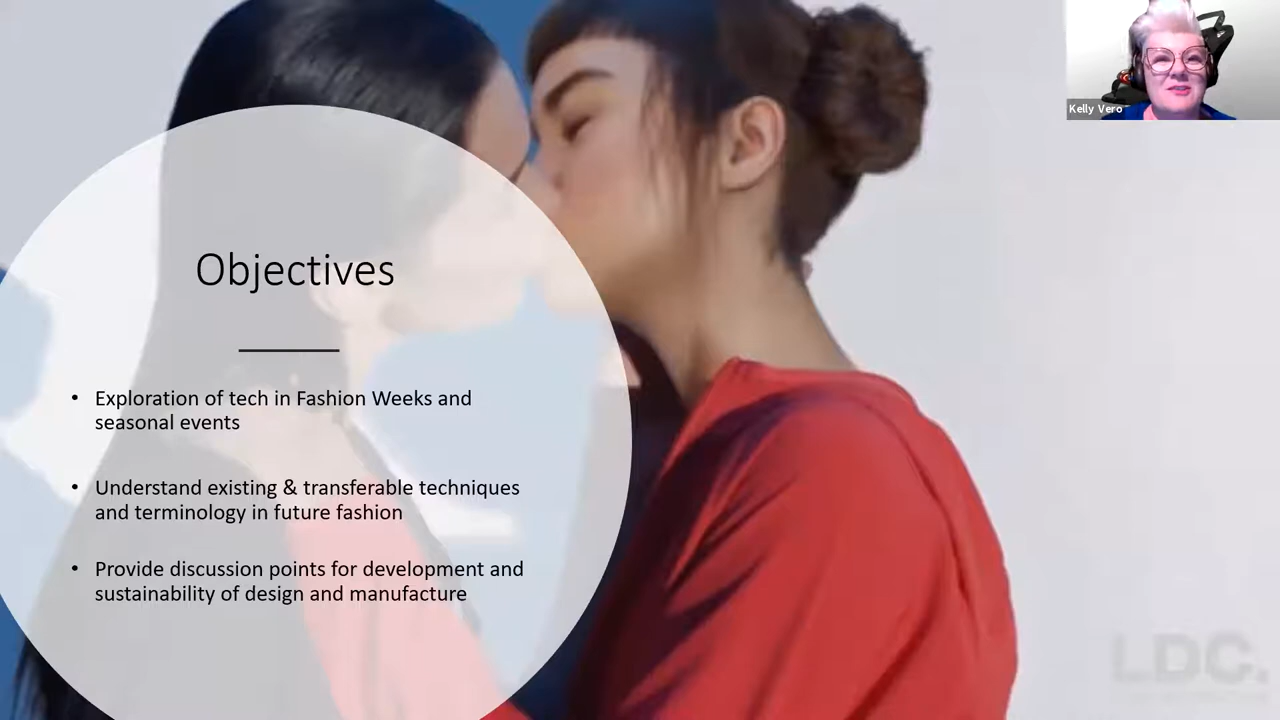 Kelly Vero
Objectives
• Exploration of tech in Fashion Weeks and
seasonal events
• Understand existing & transferable techniques
and terminology in future fashion
• Provide discussion points for development and
sustainability of design and manufacture
LDC.